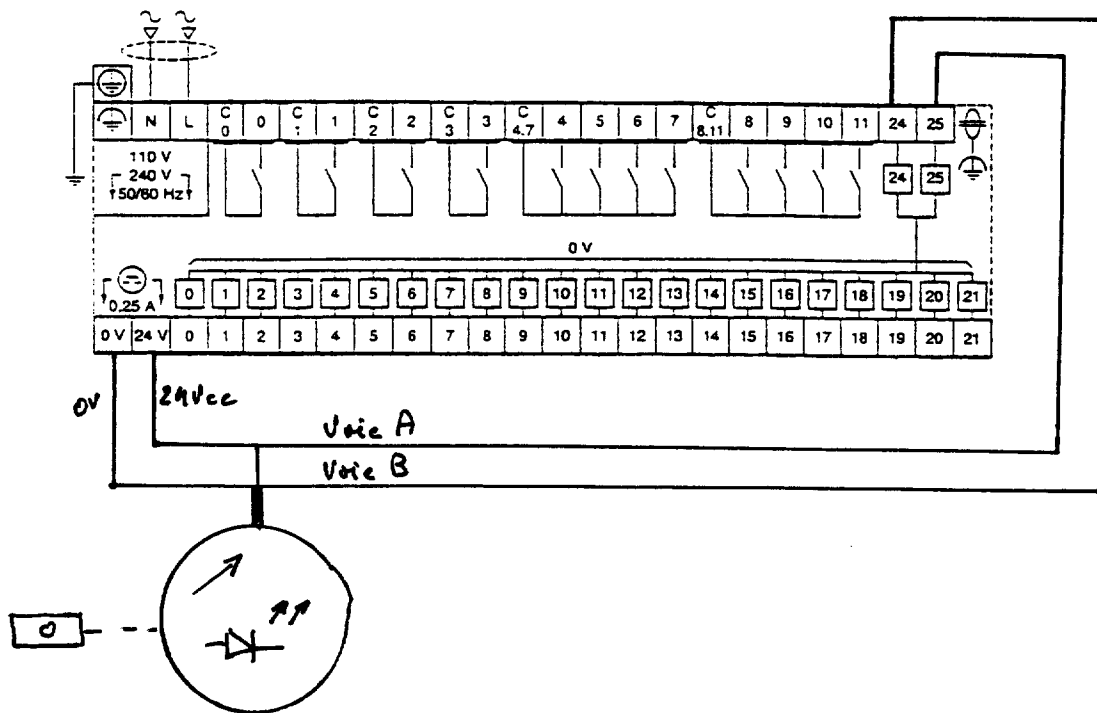 N L C 0 0 C 1 1 C 2 2 C 3 3 C 4.7 4 5 6 7 C 8.11 8 9 10 11 24 25
110 V
240 V
50/60 Hz
24 25
0 V
0,25 A
0 1 2 3 4 5 6 7 8 9 10 11 12 13 14 15 16 17 18 19 20 21
0 V 24 V 0 1 2 3 4 5 6 7 8 9 10 11 12 13 14 15 16 17 18 19 20 21
0V
24Vcc
Voie A
Voie B
0